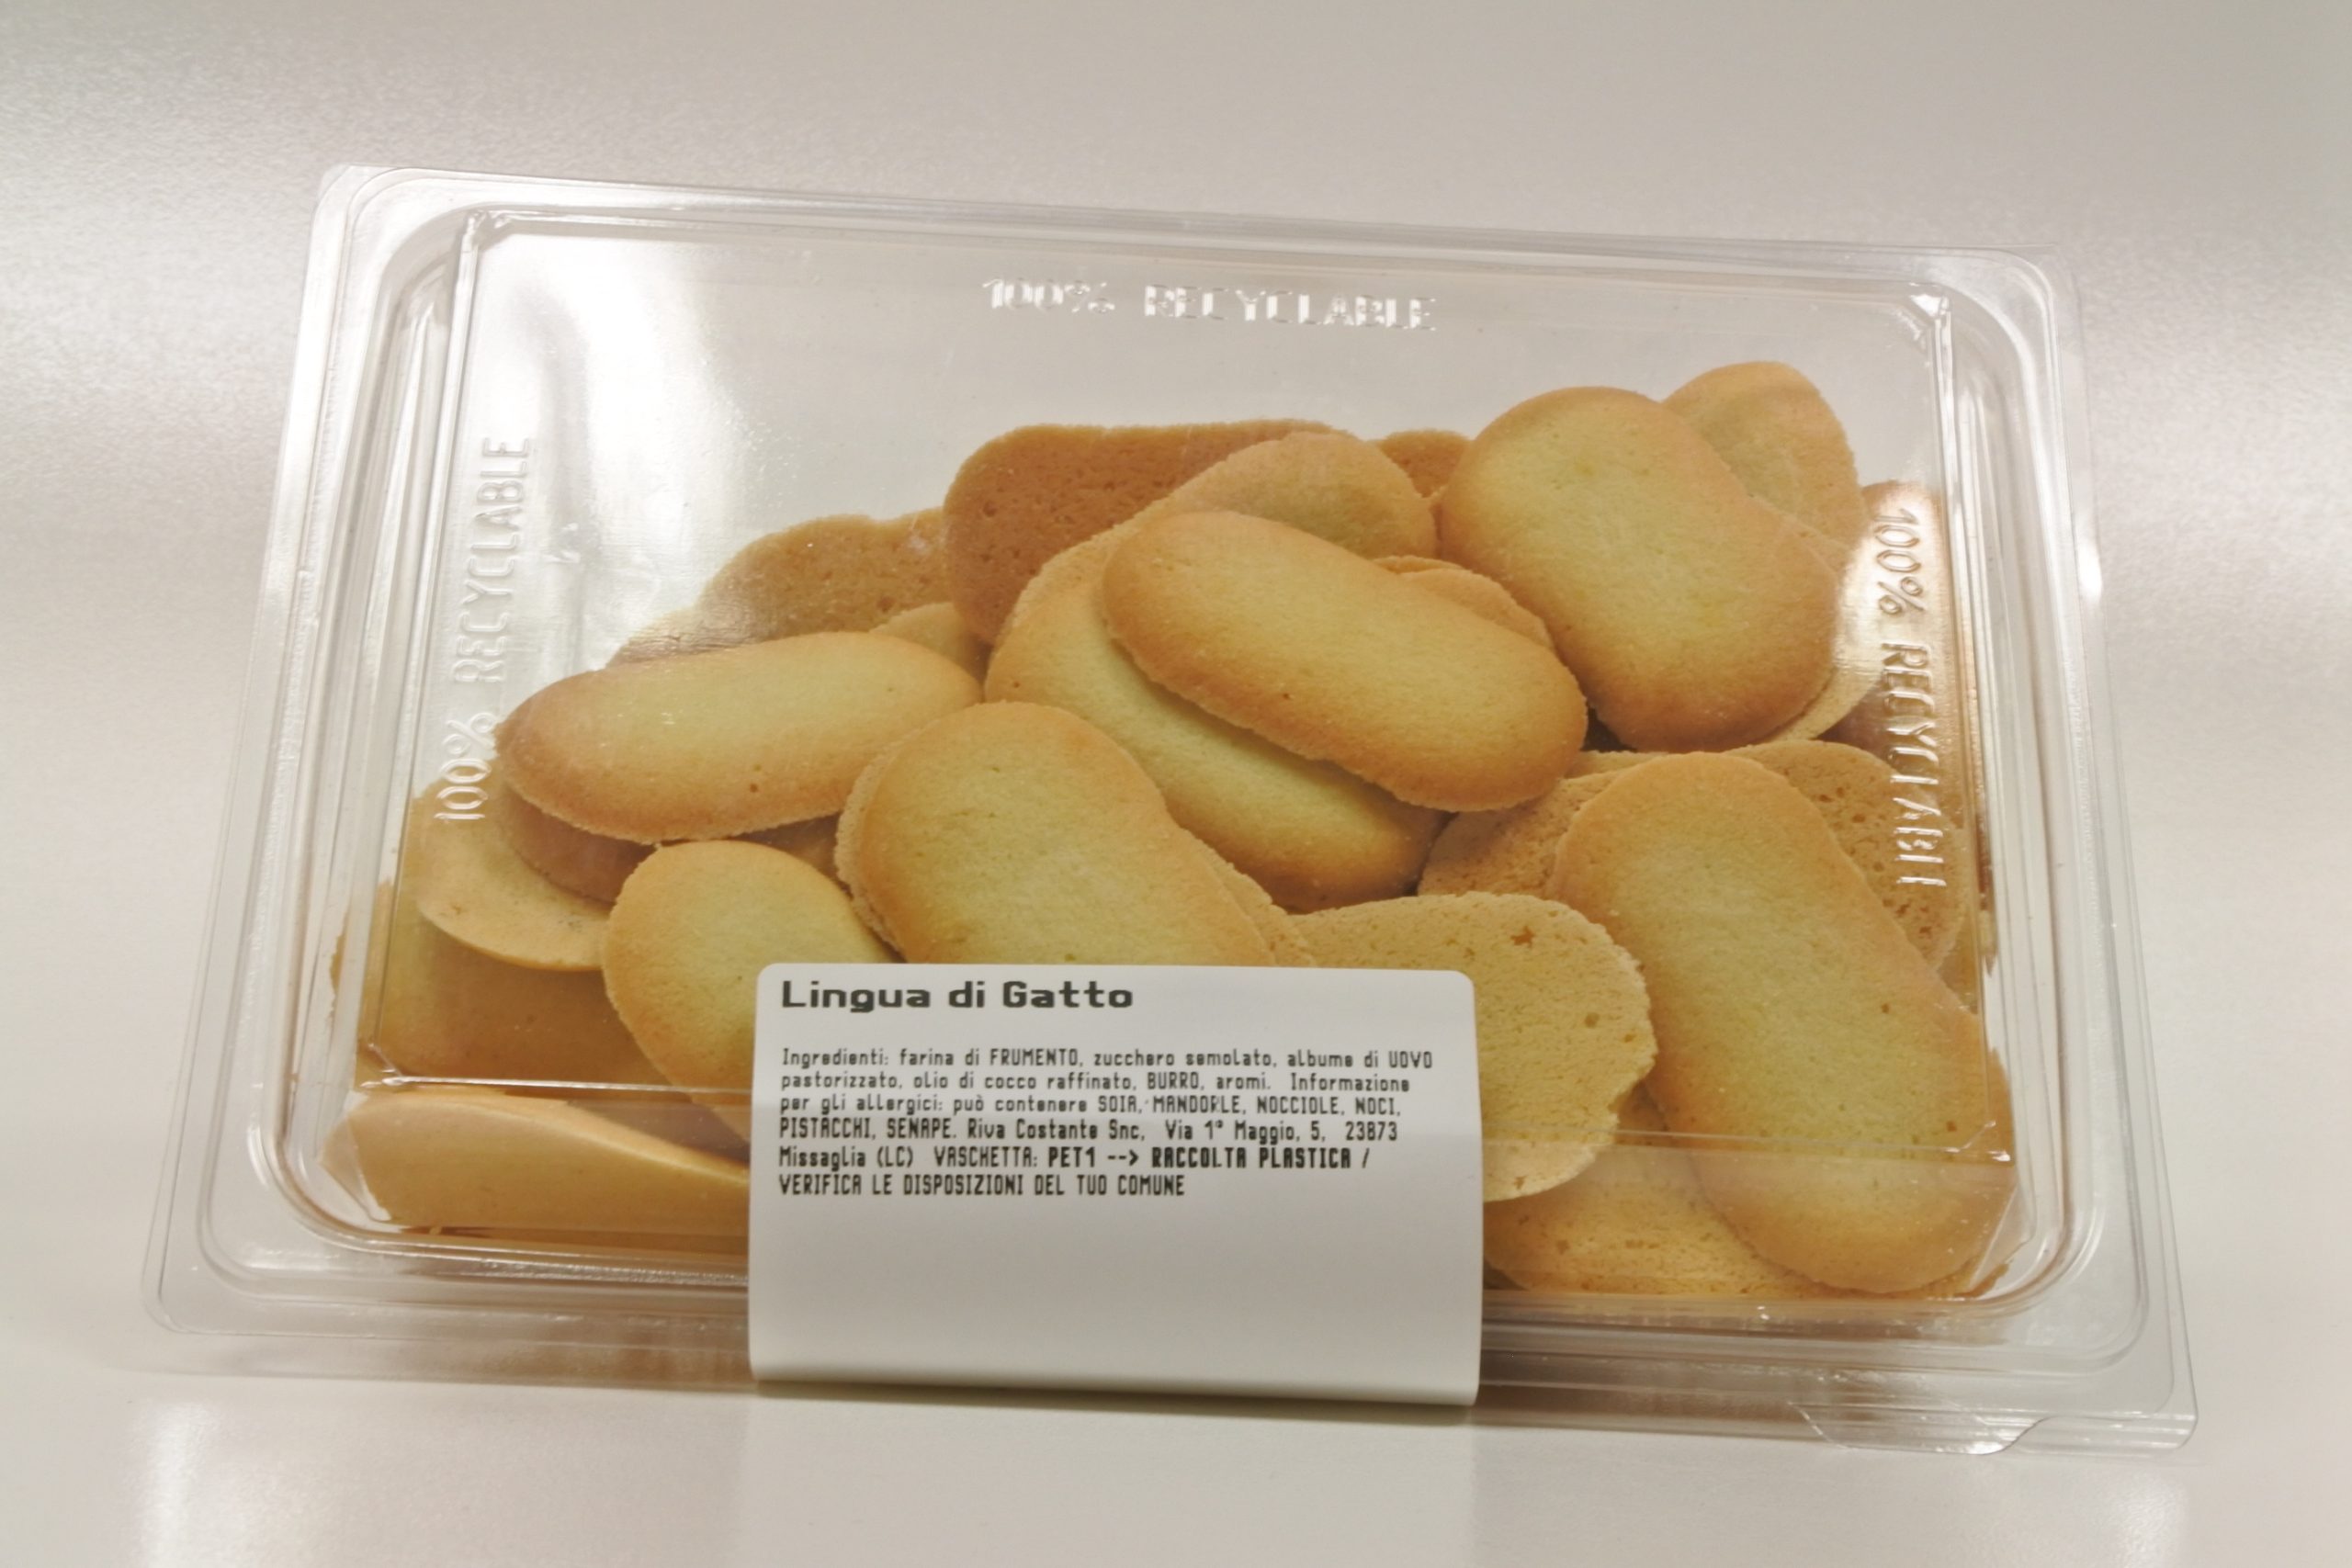 100% RECYCLABLE
100% RECYCLABLE
100% RECYCLABLE
Lingua di Gatto
Ingredienti: farina di FRUMENTO, zucchero semolato, albume di UOVO
pastorizzato, olio di cocco raffinato, BURRO, aromi. Informazione
per gli allergici: può contenere SOIA, MANDORLE, NOCCIOLE, NOCI,
PISTACCHI, SENAPE. Riva Costante Snc, Via 1° Maggio, 5, 23873
Missaglia (LC) VASCHETTA: PET1 --> RACCOLTA PLASTICA /
VERIFICA LE DISPOSIZIONI DEL TUO COMUNE